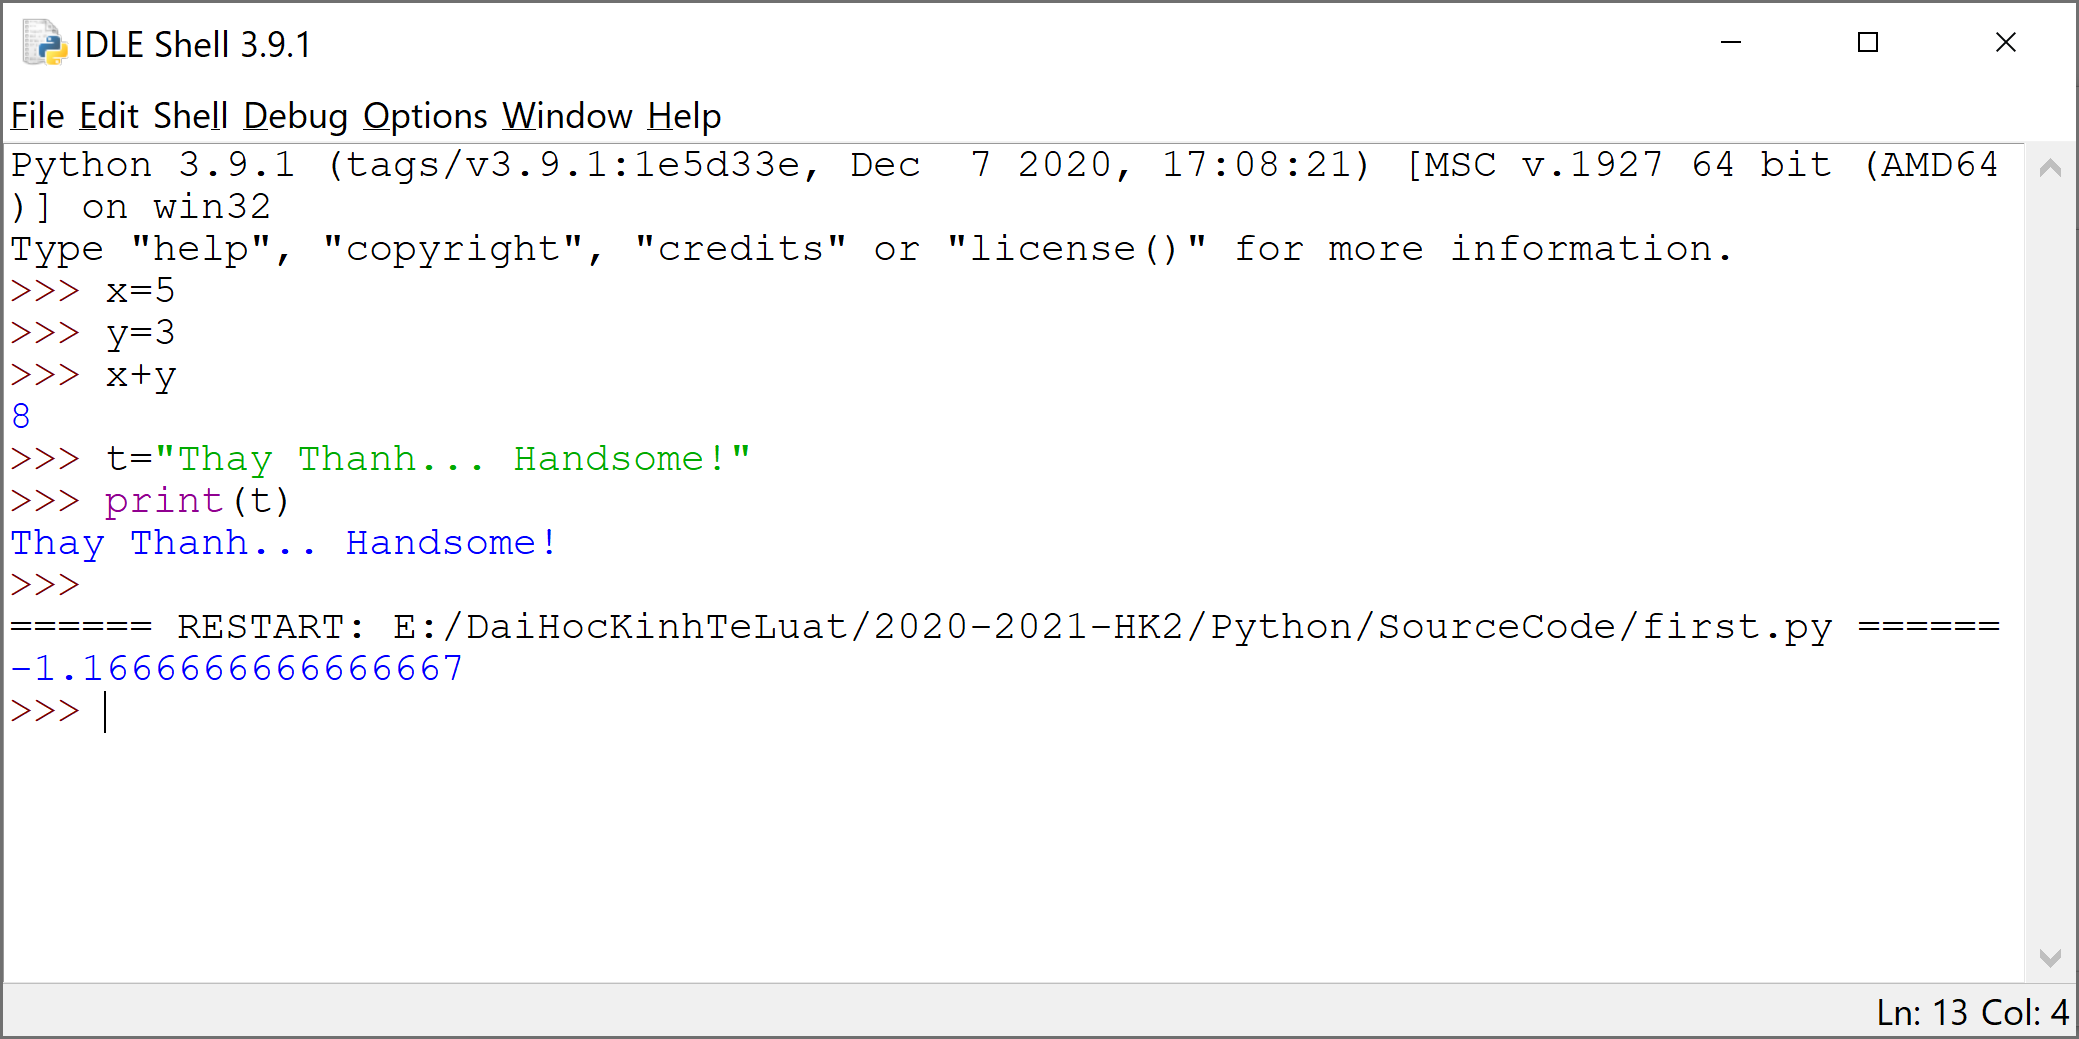 IDLE Shell 3.9.1
File Edit Shell Debug Options Window Help
Python 3.9.1 (tags/v3.9.1:1e5d33e, Dec  7 2020, 17:08:21) [MSC v.1927 64 bit (AMD64
)] on win32
Type "help", "copyright", "credits" or "license()" for more information.
>>> x=5
>>> y=3
>>> x+y
8
>>> t="Thay Thanh... Handsome!"
>>> print(t)
Thay Thanh... Handsome!
>>>
====== RESTART: E:/DaiHocKinhTeLuat/2020-2021-HK2/Python/SourceCode/first.py ======
-1.1666666666666667
>>>
Ln: 13 Col: 4